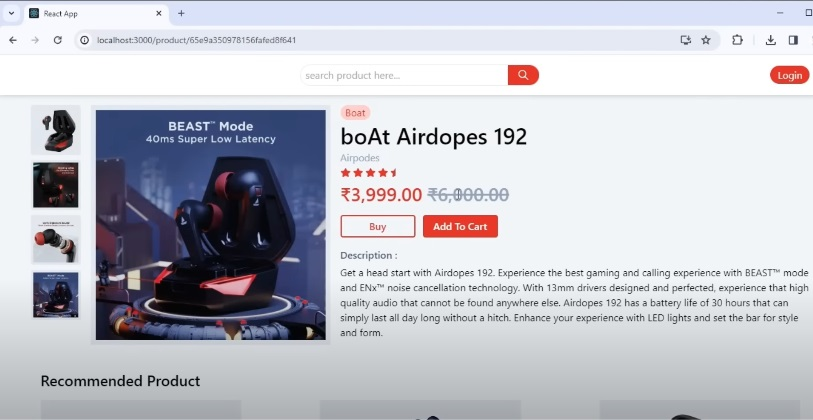 React App
localhost:3000/product/65e9a350978156fafed8f641
search product here...
Login
BEAST™ Mode
40ms Super Low Latency
Boat
boAt Airdopes 192
Airpodes
₹3,999.00 ₹6,000.00
Buy
Add To Cart
Description :
Get a head start with Airdopes 192. Experience the best gaming and calling experience with BEAST™ mode
and ENx™ noise cancellation technology. With 13mm drivers designed and perfected, experience that high
quality audio that cannot be found anywhere else. Airdopes 192 has a battery life of 30 hours that can
simply last all day long without a hitch. Enhance your experience with LED lights and set the bar for style
and form.
Recommended Product